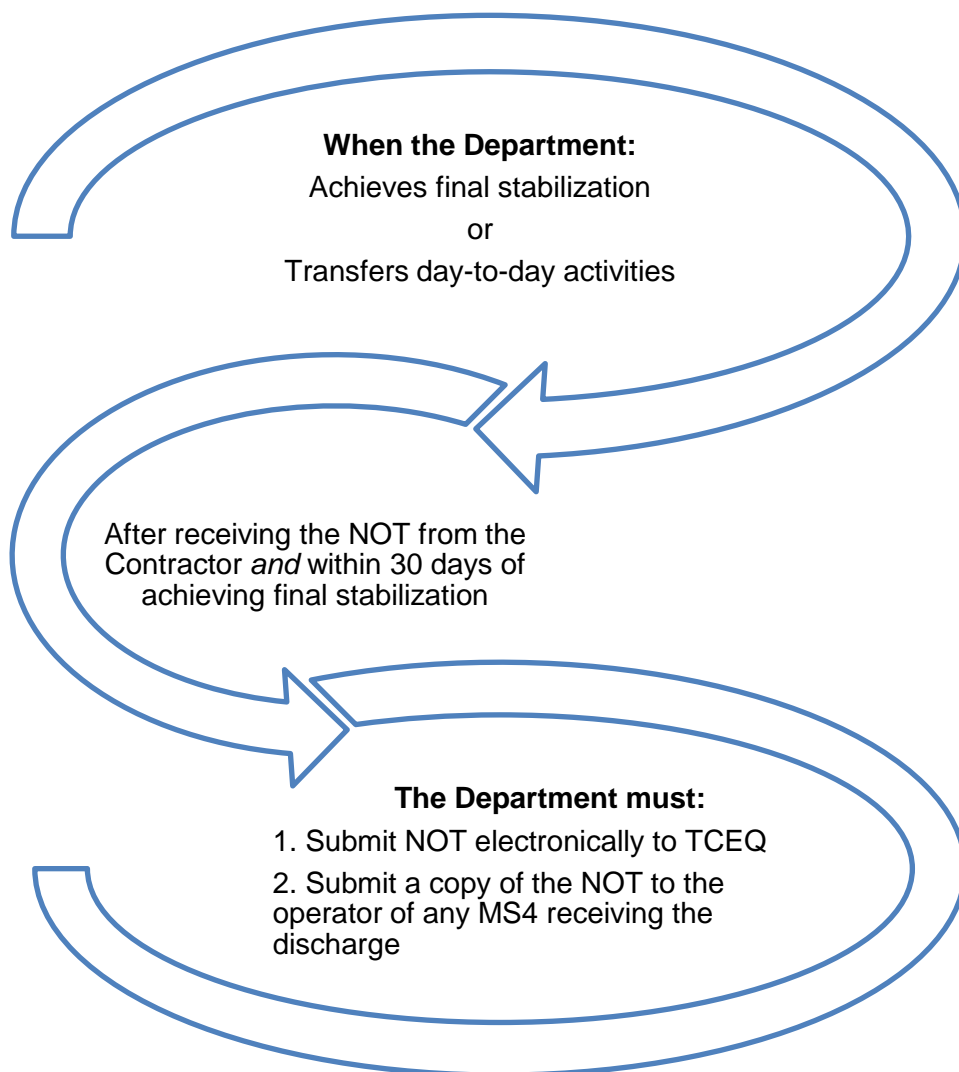 When the Department:
Achieves final stabilization
or
Transfers day-to-day activities
After receiving the NOT from the
Contractor and within 30 days of
achieving final stabilization
The Department must:
1. Submit NOT electronically to TCEQ
2. Submit a copy of the NOT to the
operator of any MS4 receiving the
discharge